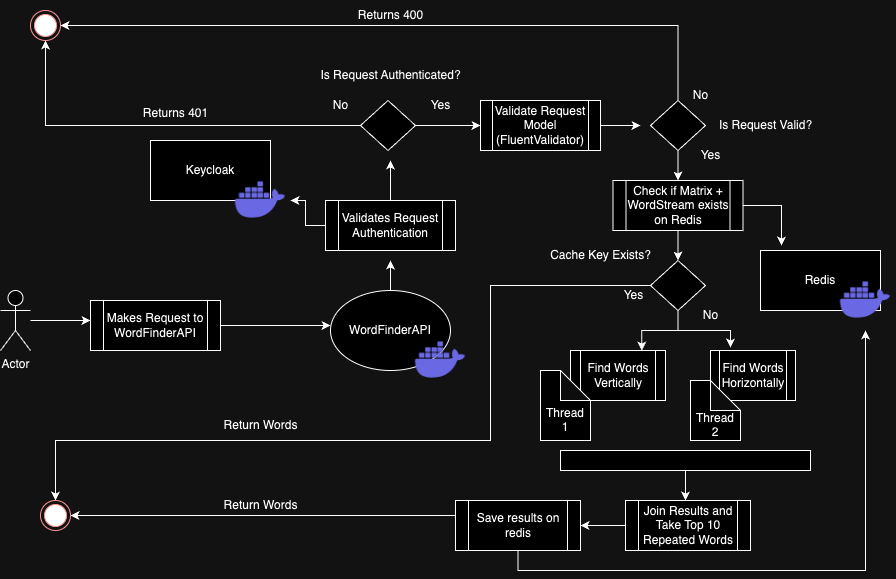 Returns 400
Is Request Authenticated?
No
Yes
Returns 401
Validate Request
Model
(FluentValidator)
No
Is Request Valid?
Yes
Keycloak
Validates Request
Authentication
Check if Matrix +
WordStream exists
on Redis
Cache Key Exists?
Yes
No
Redis
Actor
Makes Request to
WordFinderAPI
WordFinderAPI
Find Words
Vertically
Find Words
Horizontally
Thread
1
Thread
2
Return Words
Return Words
Save results on
redis
Join Results and
Take Top 10
Repeated Words